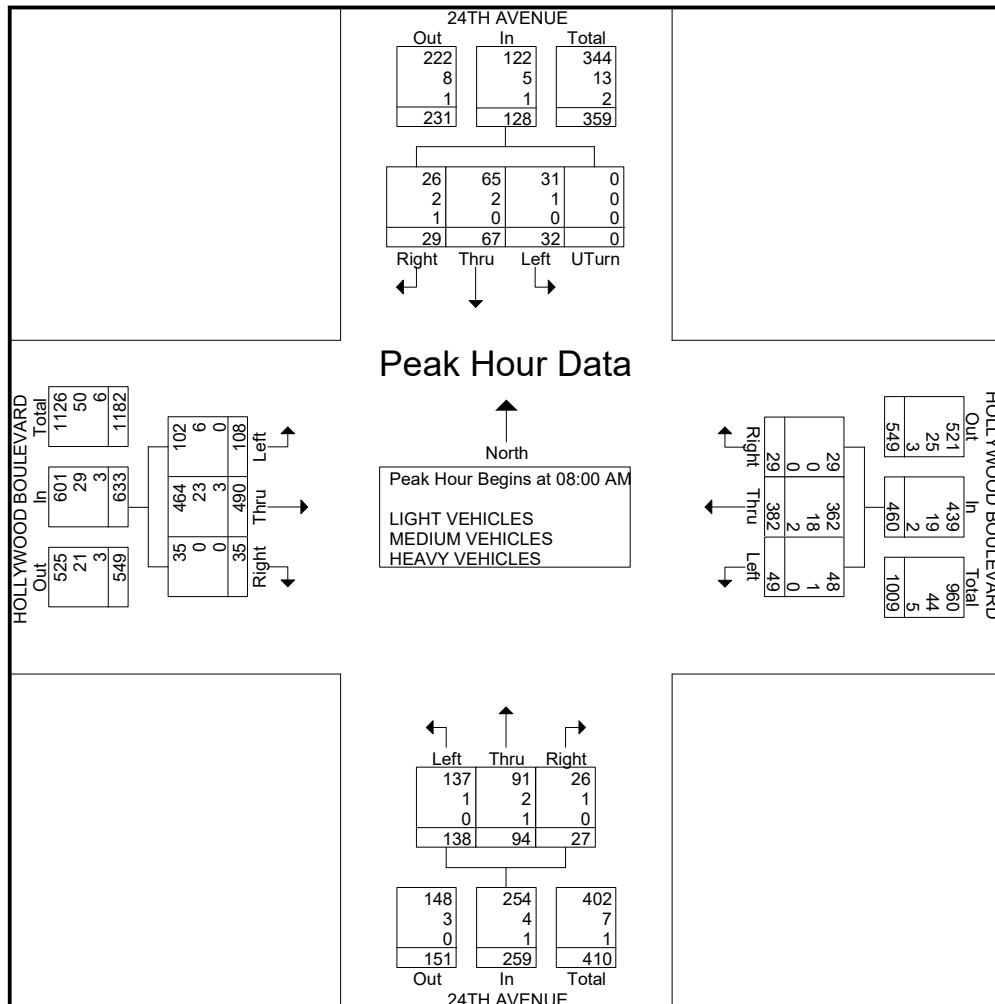 24TH AVENUE
Out In Total
222 122 344
8 5 13
1 1 2
231 128 359
26 65 31 0
2 2 1 0
1 0 0 0
29 67 32 0
Right Thru Left UTurn
Peak Hour Data
North
Peak Hour Begins at 08:00 AM
LIGHT VEHICLES
MEDIUM VEHICLES
HEAVY VEHICLES
HOLLYWOOD BOULEVARD
Out In Total
525 601 1126
21 29 50
3 3 6
549 633 1182
35 464 102
0 23 6
0 3 0
35 490 108
Right Thru Left
HOLLYWOOD BOULEVARD
Out In Total
521 439 960
25 19 44
3 2 5
549 460 1009
29 362 48
0 18 1
0 2 0
29 382 49
Right Thru Left
Left Thru Right
137 91 26
1 2 1
0 1 0
138 94 27
148 254 402
3 4 7
0 1 1
151 259 410
Out In Total
24TH AVENUE